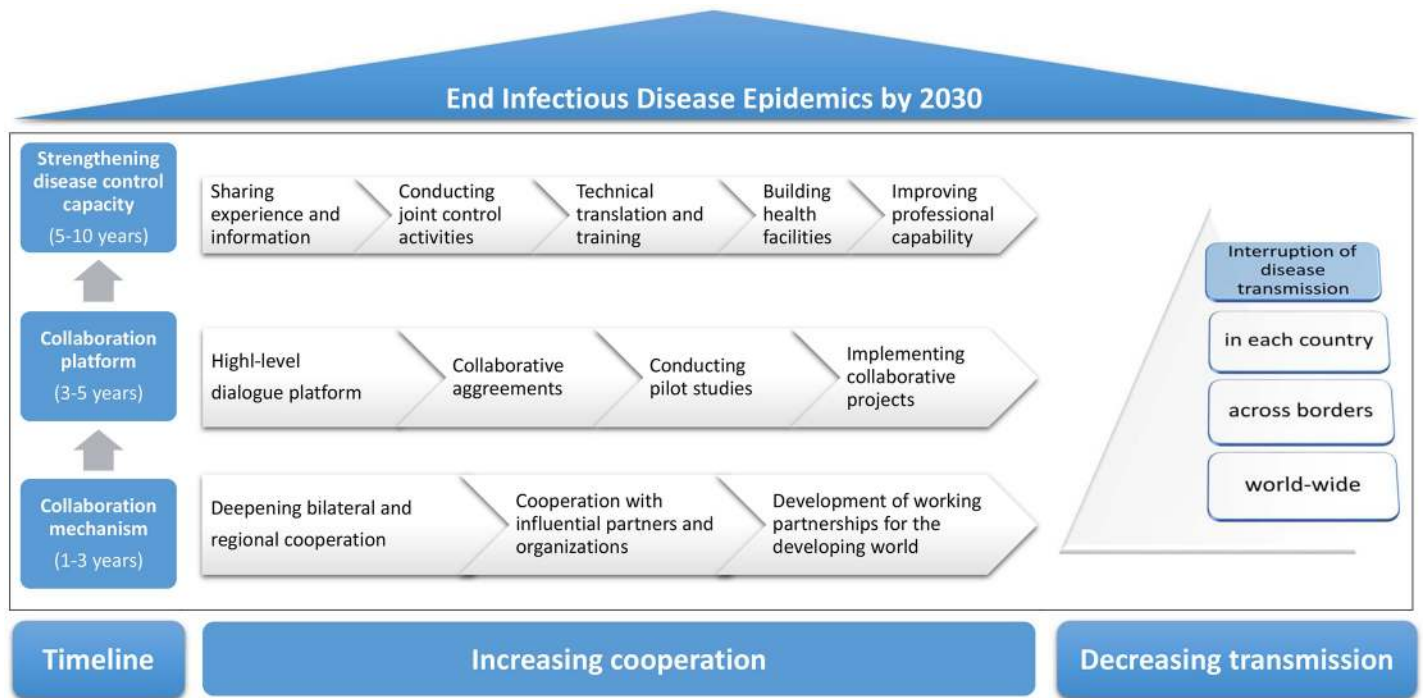 End Infectious Disease Epidemics by 2030
Strengthening
disease control
capacity
(5-10 years)
Sharing
experience and
information
Conducting
joint control
activities
Technical
translation and
training
Building
health
facilities
Improving
professional
capability
Collaboration
platform
(3-5 years)
Highl-level
dialogue platform
Collaborative
aggreements
Conducting
pilot studies
Implementing
collaborative
projects
Collaboration
mechanism
(1-3 years)
Deepening bilateral and
regional cooperation
Cooperation with
influential partners and
organizations
Development of working
partnerships for the
developing world
Interruption of
disease
transmission
in each country
across borders
world-wide
Timeline
Increasing cooperation
Decreasing transmission